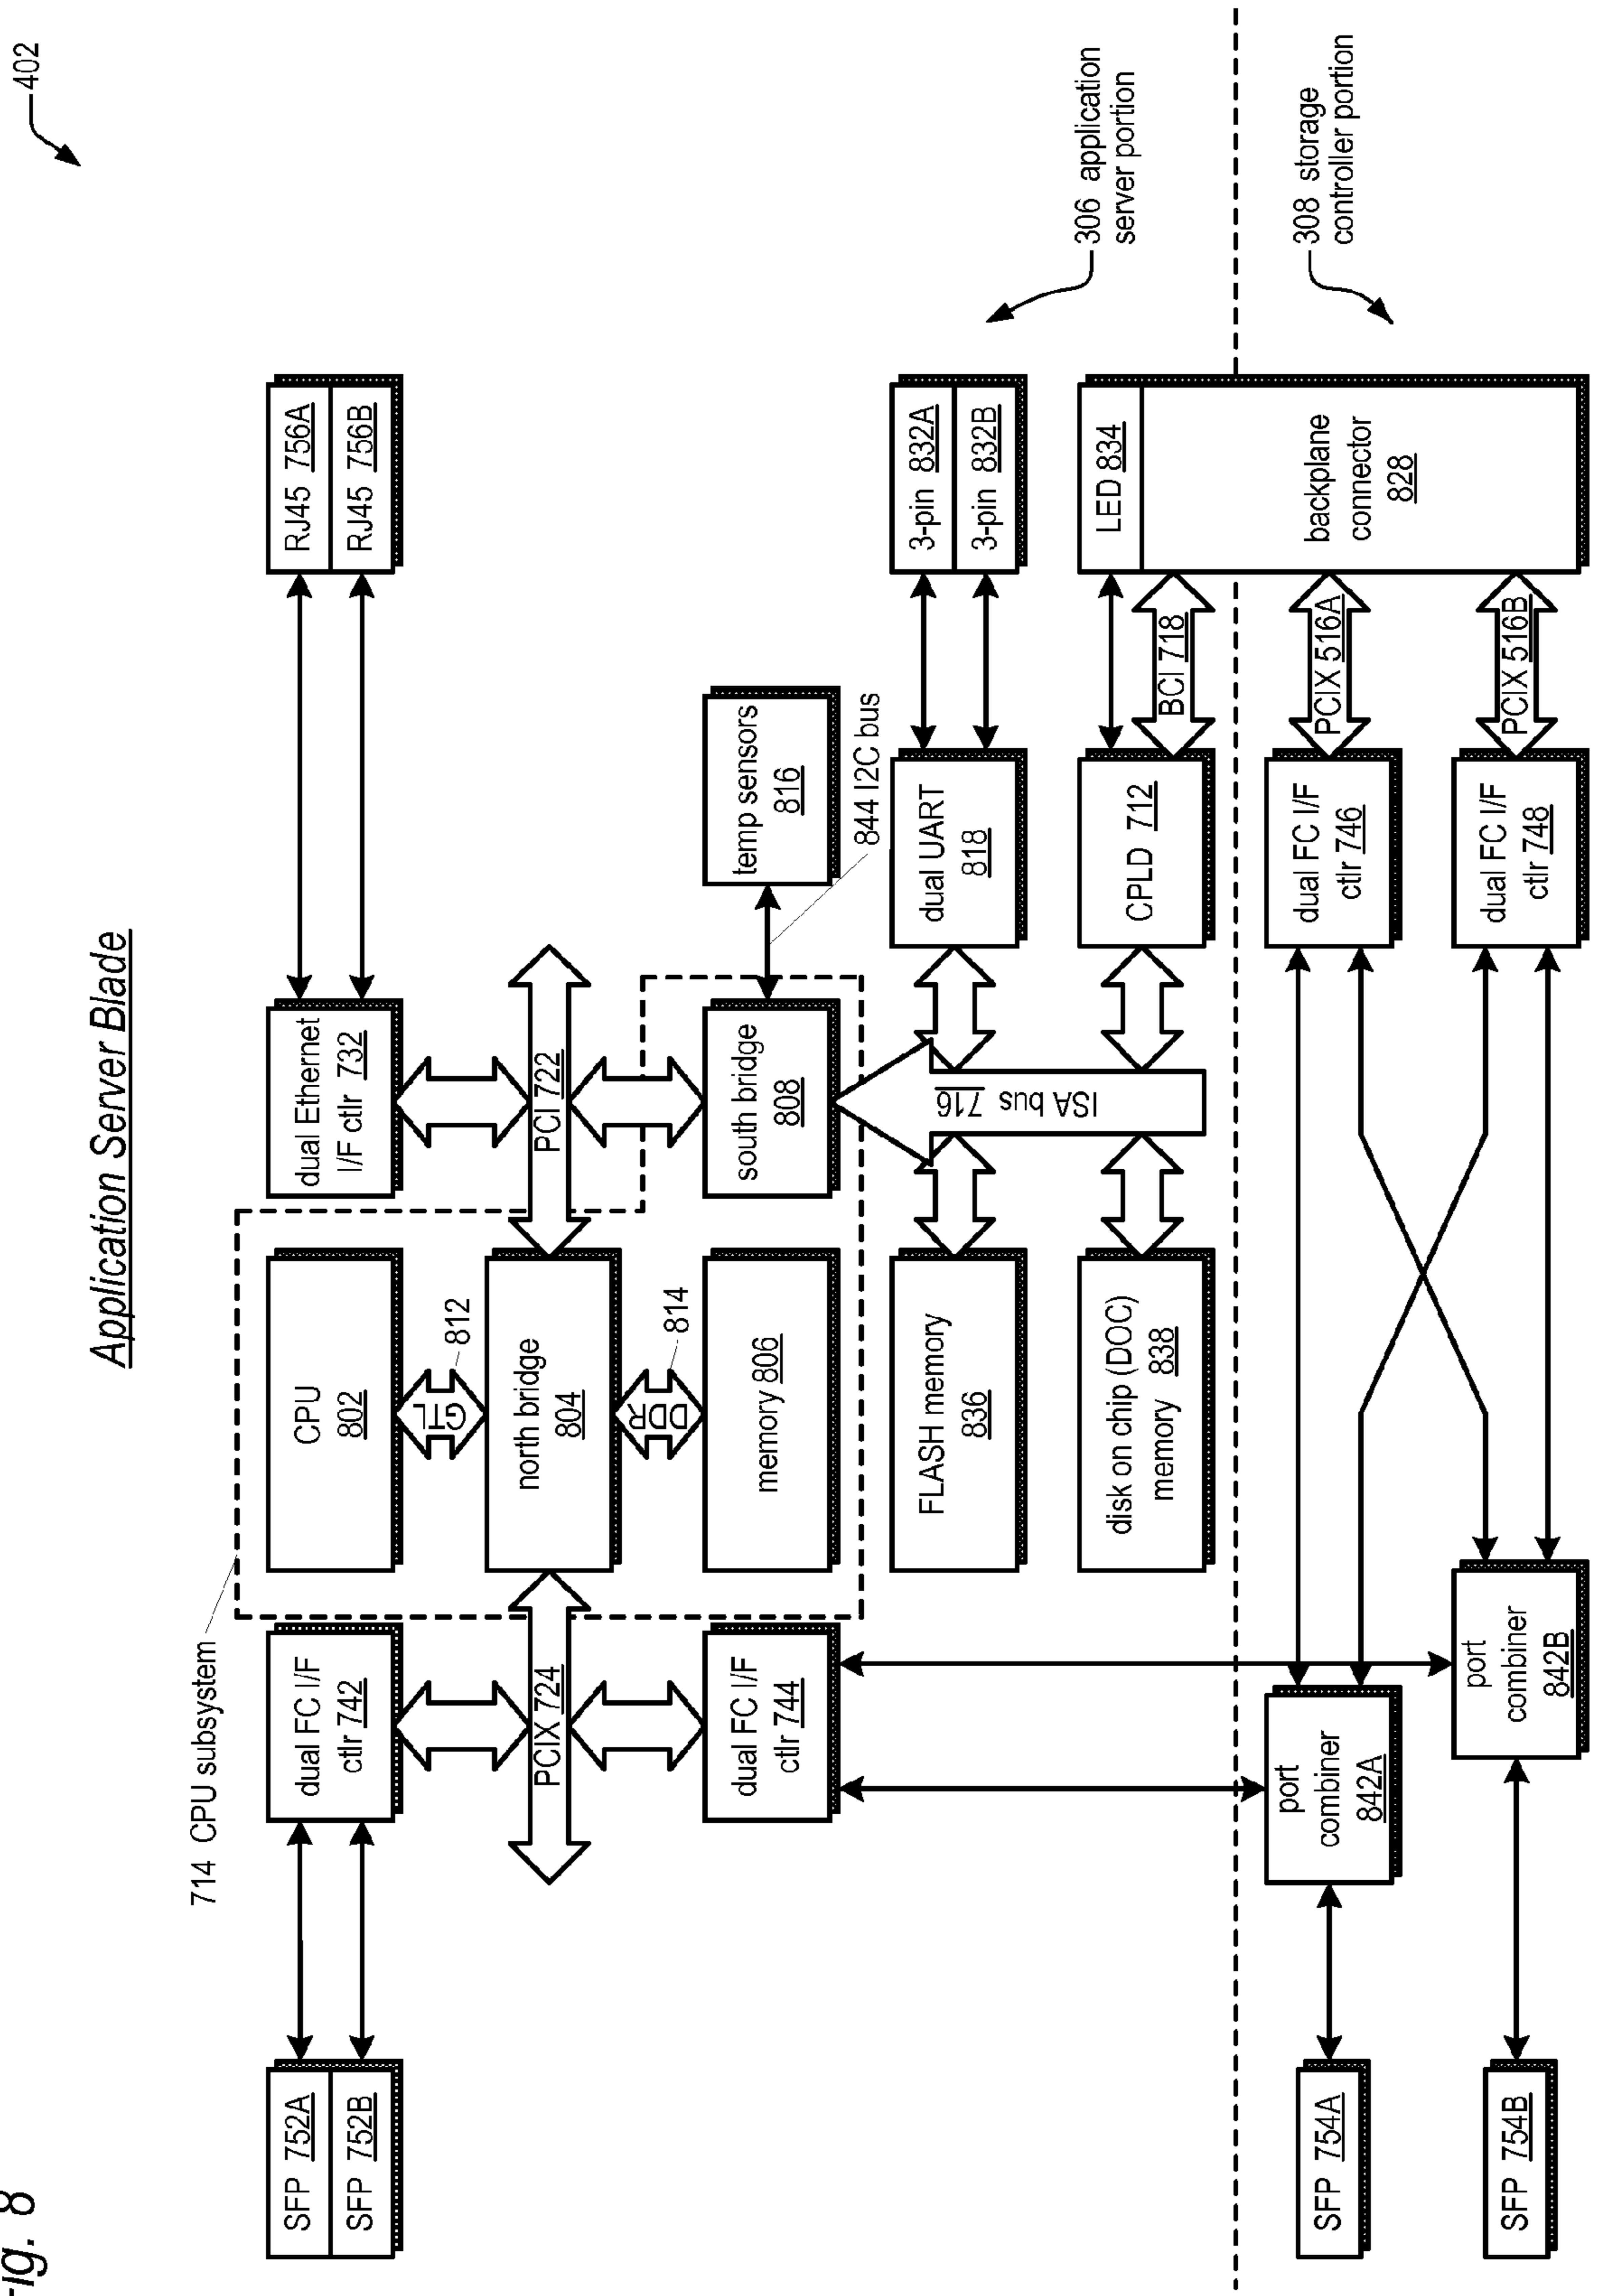 Fig. 8
Application Server Blade
402
714 CPU subsystem
SFP 752A
SFP 752B
dual FC I/F
ctlr 742
CPU
802
dual Ethernet
I/F ctlr 732
RJ45 756A
RJ45 756B
GTL
812
PCIX 724
north bridge
804
PCI 722
DDR
814
dual FC I/F
ctlr 744
memory 806
south bridge
808
temp sensors
816
844 I2C bus
FLASH memory
836
ISA bus 716
dual UART
818
3-pin 832A
3-pin 832B
disk on chip (DOC)
memory 838
CPLD 712
BCI 718
LED 834
backplane
connector
828
306 application
server portion
308 storage
controller portion
SFP 754A
port
combiner
842A
dual FC I/F
ctlr 746
PCIX 516A
SFP 754B
port
combiner
842B
dual FC I/F
ctlr 748
PCIX 516B